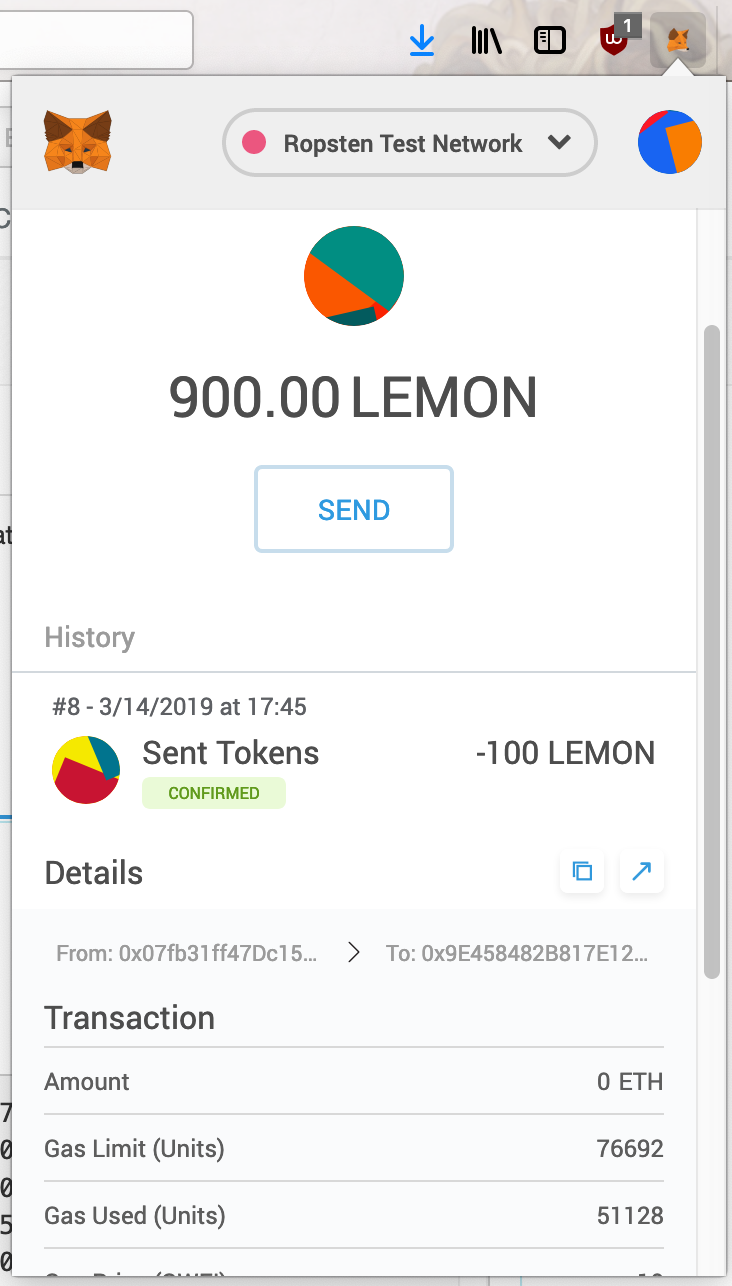 1
Ropsten Test Network
900.00 LEMON
SEND
History
#8 - 3/14/2019 at 17:45
Sent Tokens
-100 LEMON
CONFIRMED
Details
From: 0x07fb31ff47Dc15...
To: 0x9E458482B817E12...
Transaction
Amount
0 ETH
Gas Limit (Units)
76692
Gas Used (Units)
51128